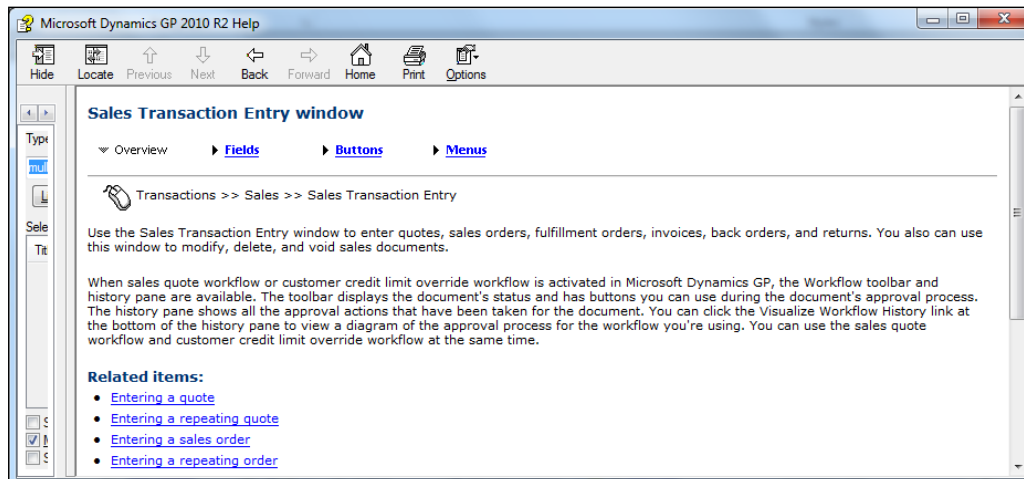 Microsoft Dynamics GP 2010 R2 Help
Hide Locate Previous Next Back Forward Home Print Options
Sales Transaction Entry window
Type
Overview Fields Buttons Menus
mull
Transactions >> Sales >> Sales Transaction Entry
L
Sele
Use the Sales Transaction Entry window to enter quotes, sales orders, fulfillment orders, invoices, back orders, and returns. You also can use
Tit
this window to modify, delete, and void sales documents.
When sales quote workflow or customer credit limit override workflow is activated in Microsoft Dynamics GP, the Workflow toolbar and
history pane are available. The toolbar displays the document's status and has buttons you can use during the document's approval process.
The history pane shows all the approval actions that have been taken for the document. You can click the Visualize Workflow History link at
the bottom of the history pane to view a diagram of the approval process for the workflow you're using. You can use the sales quote
workflow and customer credit limit override workflow at the same time.
Related items:
Entering a quote
Entering a repeating quote
Entering a sales order
Entering a repeating order